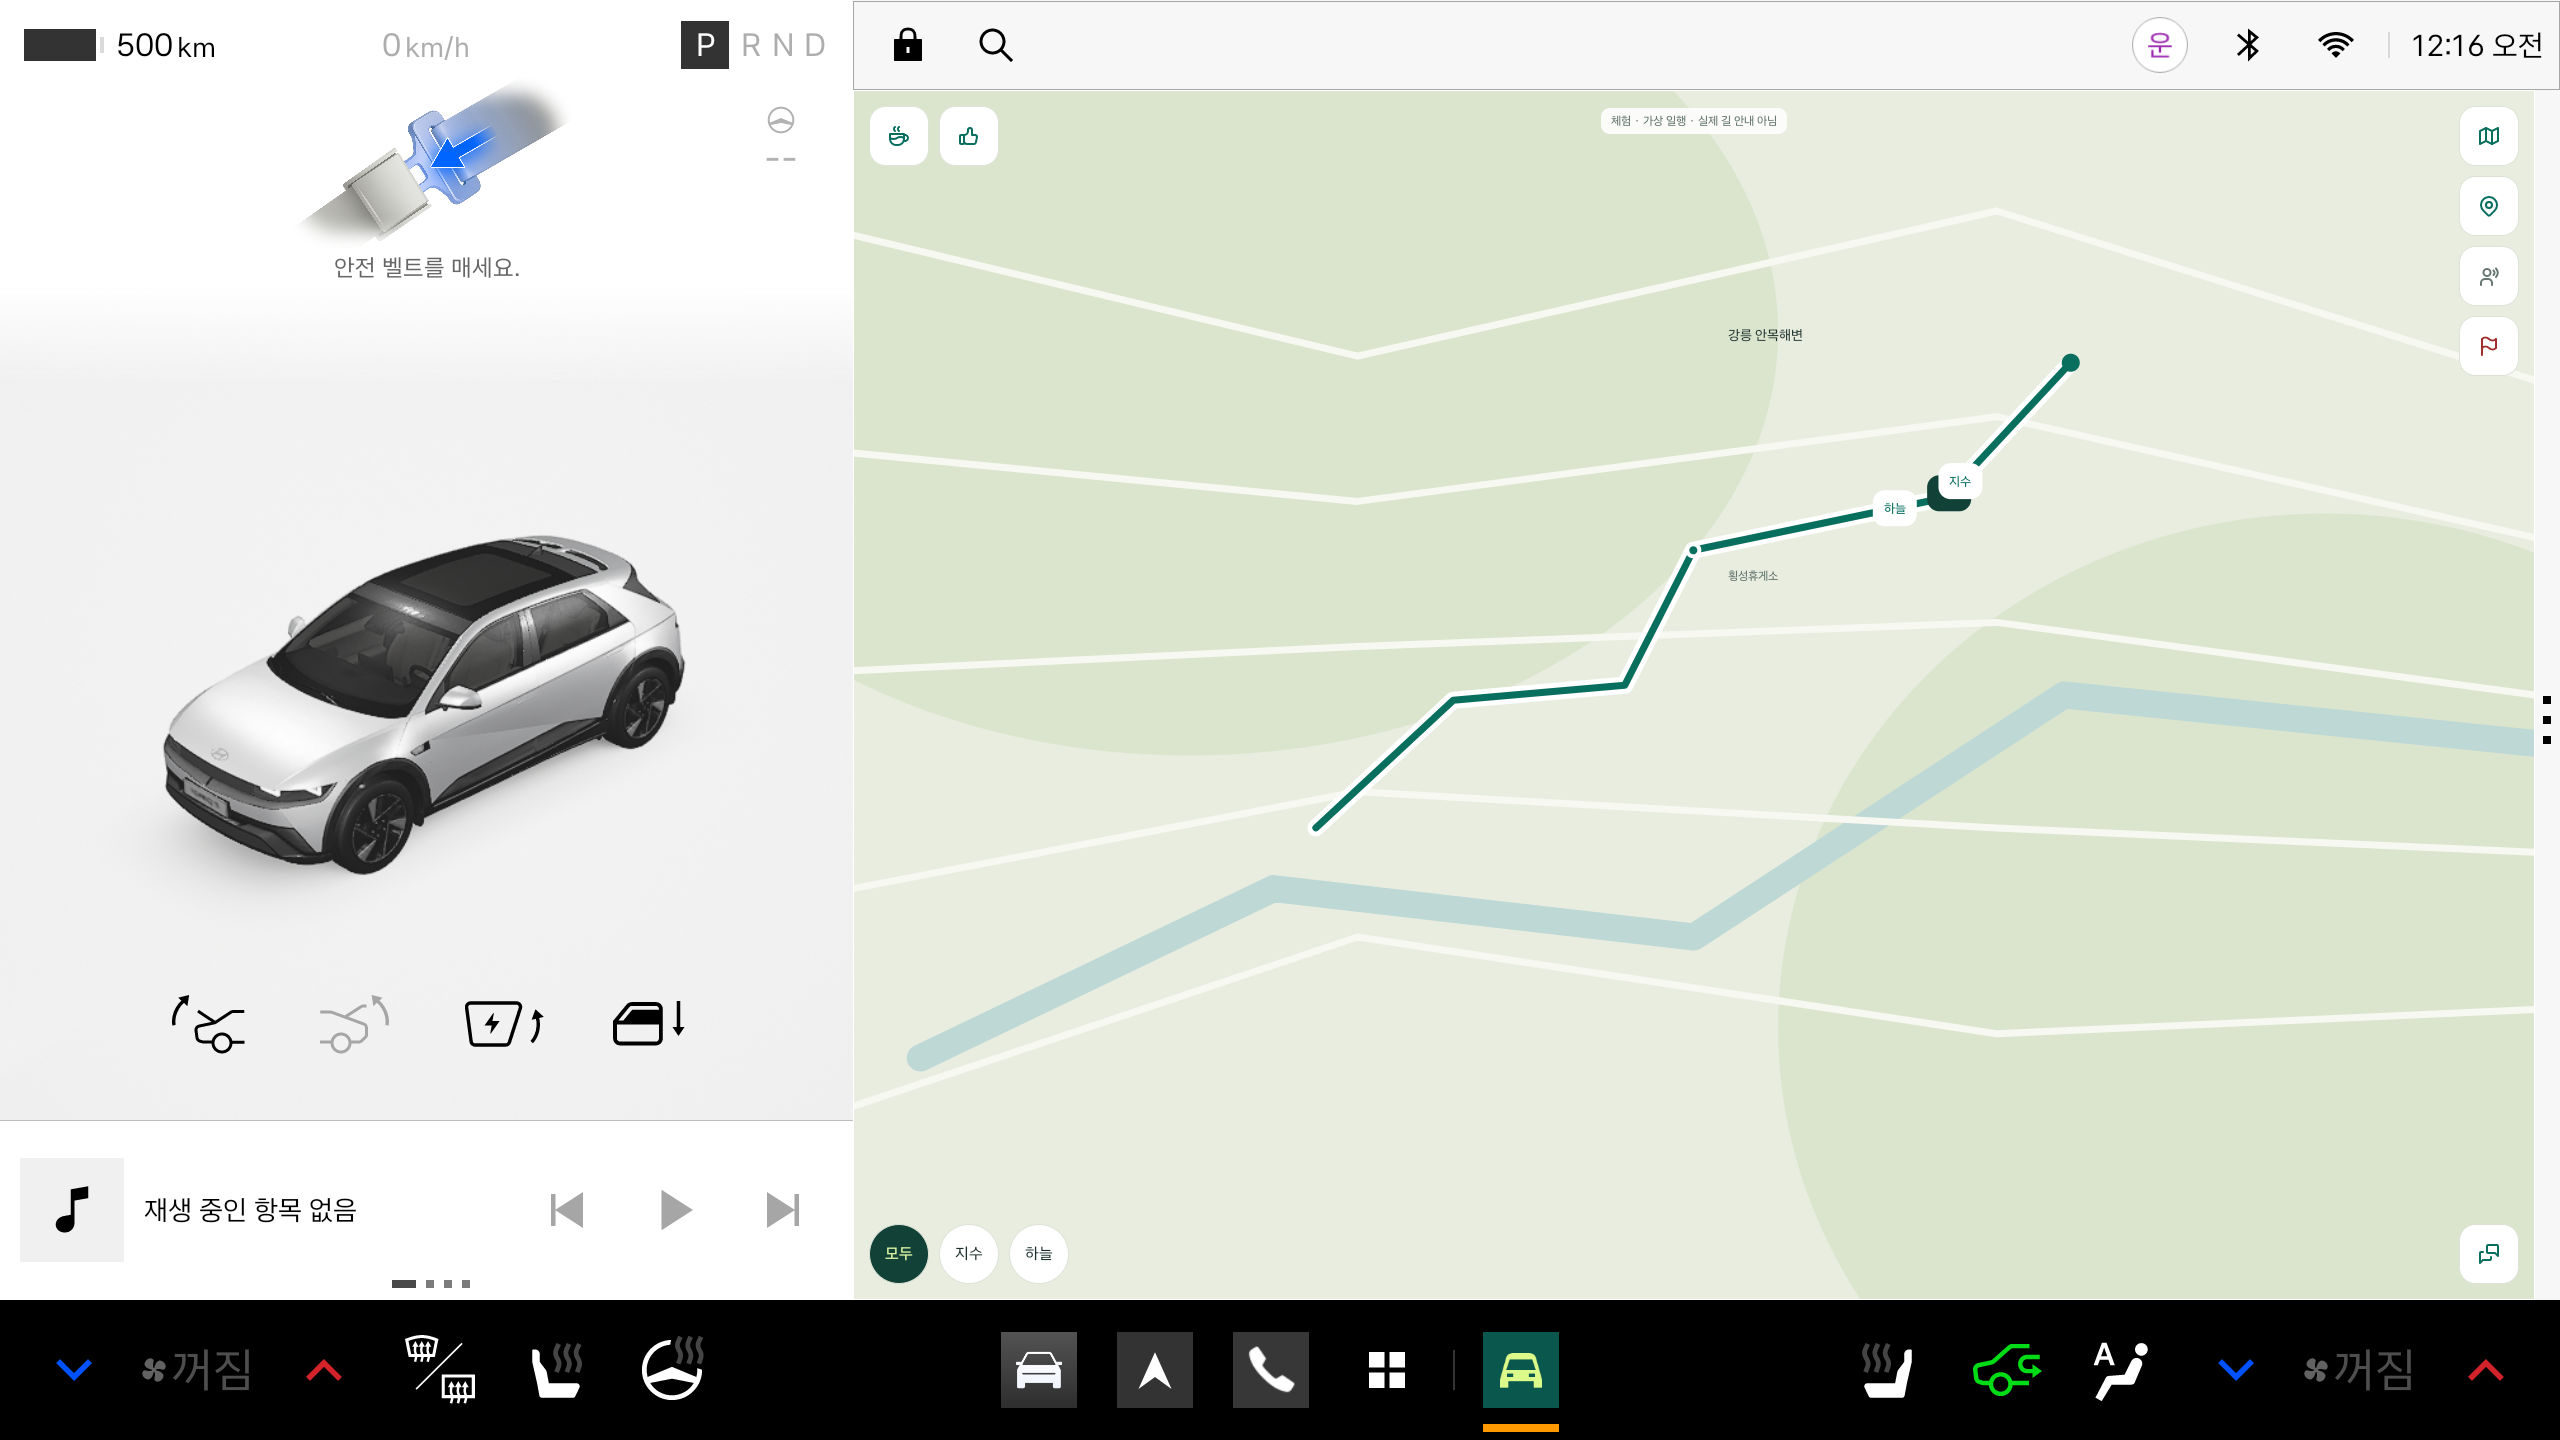 500 km
0 km/h
P R N D
운
12:16 오전
안전 벨트를 매세요.
체험 · 가상 일행 · 실제 길 안내 아님
강릉 안목해변
지수
하늘
횡성휴게소
모두
지수
하늘
재생 중인 항목 없음
꺼짐
A
꺼짐